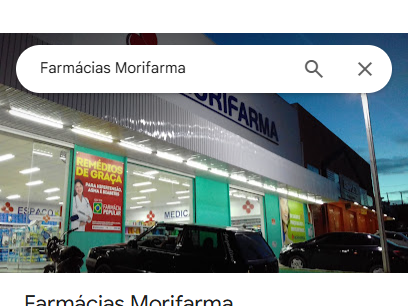 Farmácias Morifarma
MORIFARMA
REMÉDIOS
DE GRAÇA
PARA HIPERTENSÃO,
ASMA E DIABETES
FARMÁCIA
POPULAR
ESPAÇO
MEDIC
Farmácias Morifarma